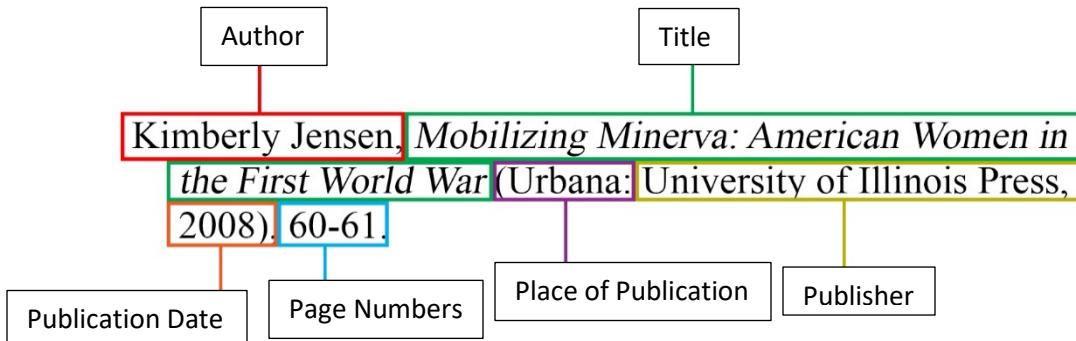 Author
Title
Kimberly Jensen, Mobilizing Minerva: American Women in
the First World War (Urbana: University of Illinois Press,
2008). 60-61.
Publication Date
Page Numbers
Place of Publication
Publisher